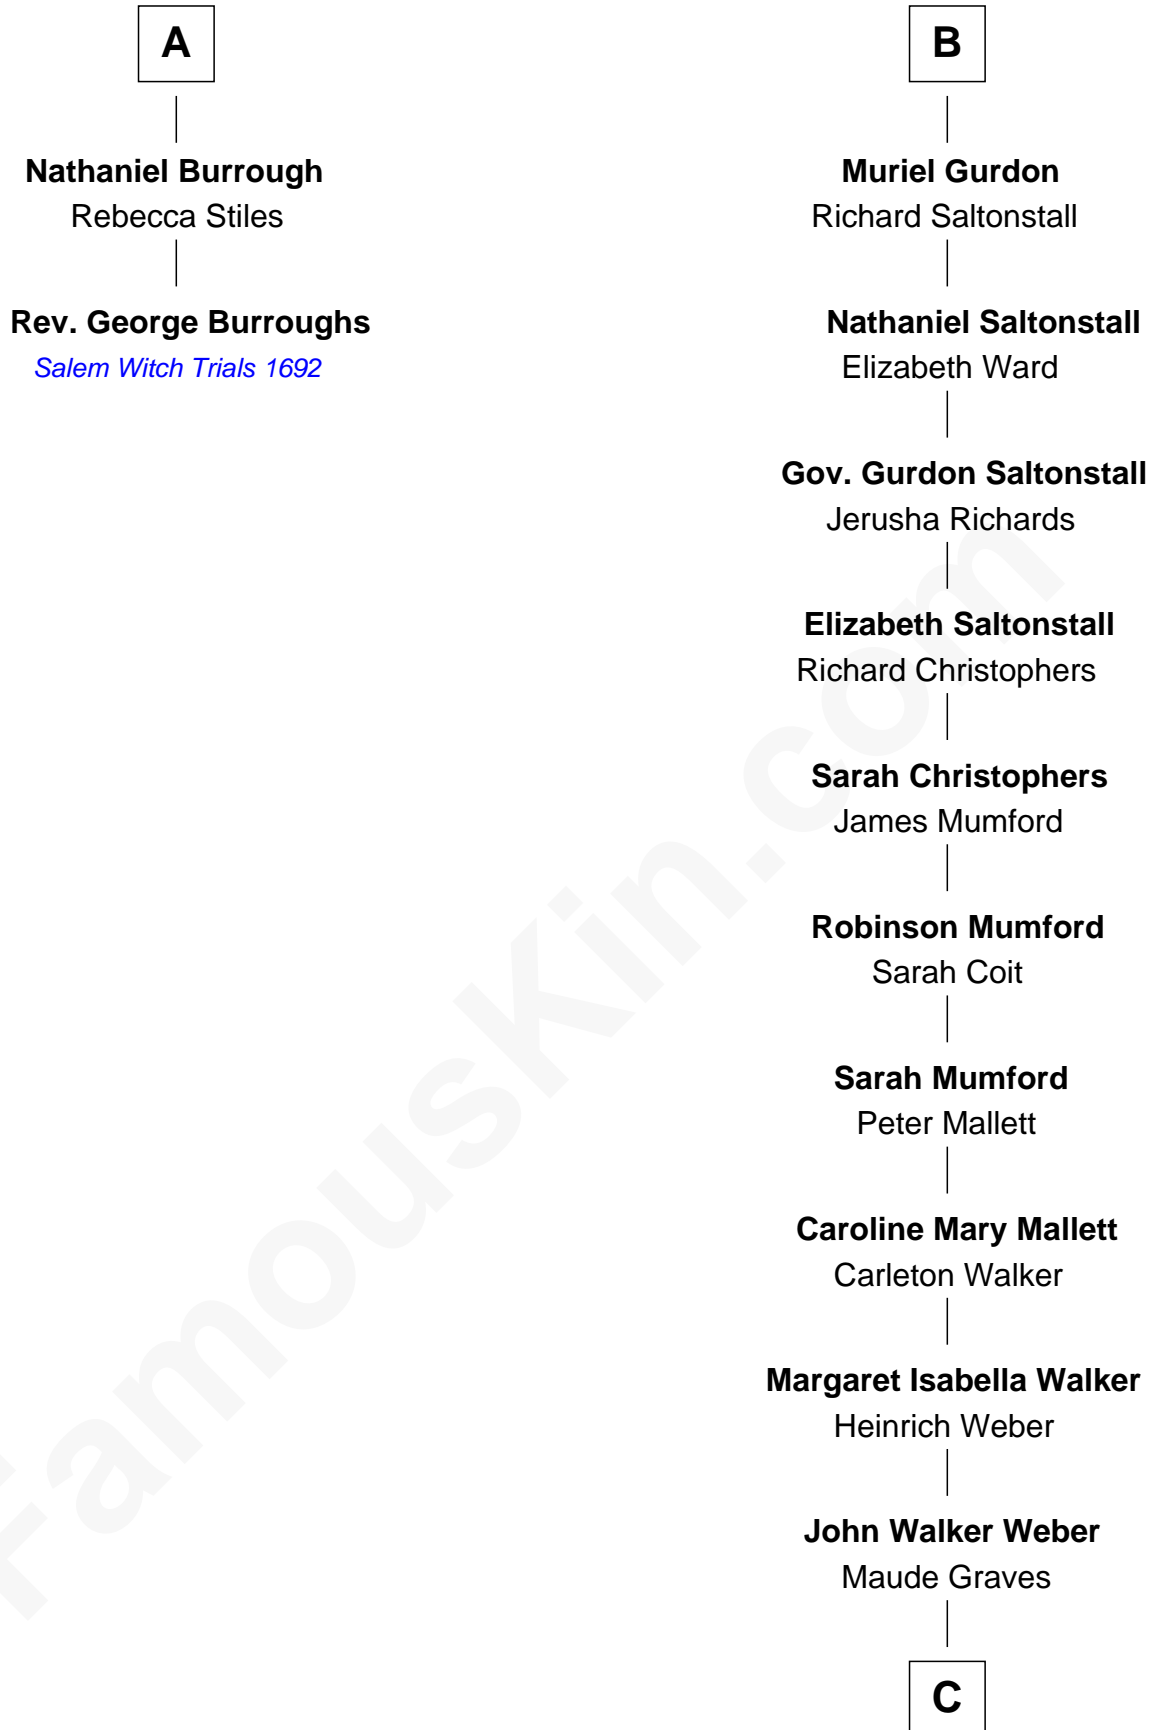 A
Nathaniel Burrough
Rebecca Stiles
Rev. George Burroughs
Salem Witch Trials 1692
B
Muriel Gurdon
Richard Saltonstall
Nathaniel Saltonstall
Elizabeth Ward
Gov. Gurdon Saltonstall
Jerusha Richards
Elizabeth Saltonstall
Richard Christophers
Sarah Christophers
James Mumford
Robinson Mumford
Sarah Coit
Sarah Mumford
Peter Mallett
Caroline Mary Mallett
Carleton Walker
Margaret Isabella Walker
Heinrich Weber
John Walker Weber
Maude Graves
C
FamousKin.com